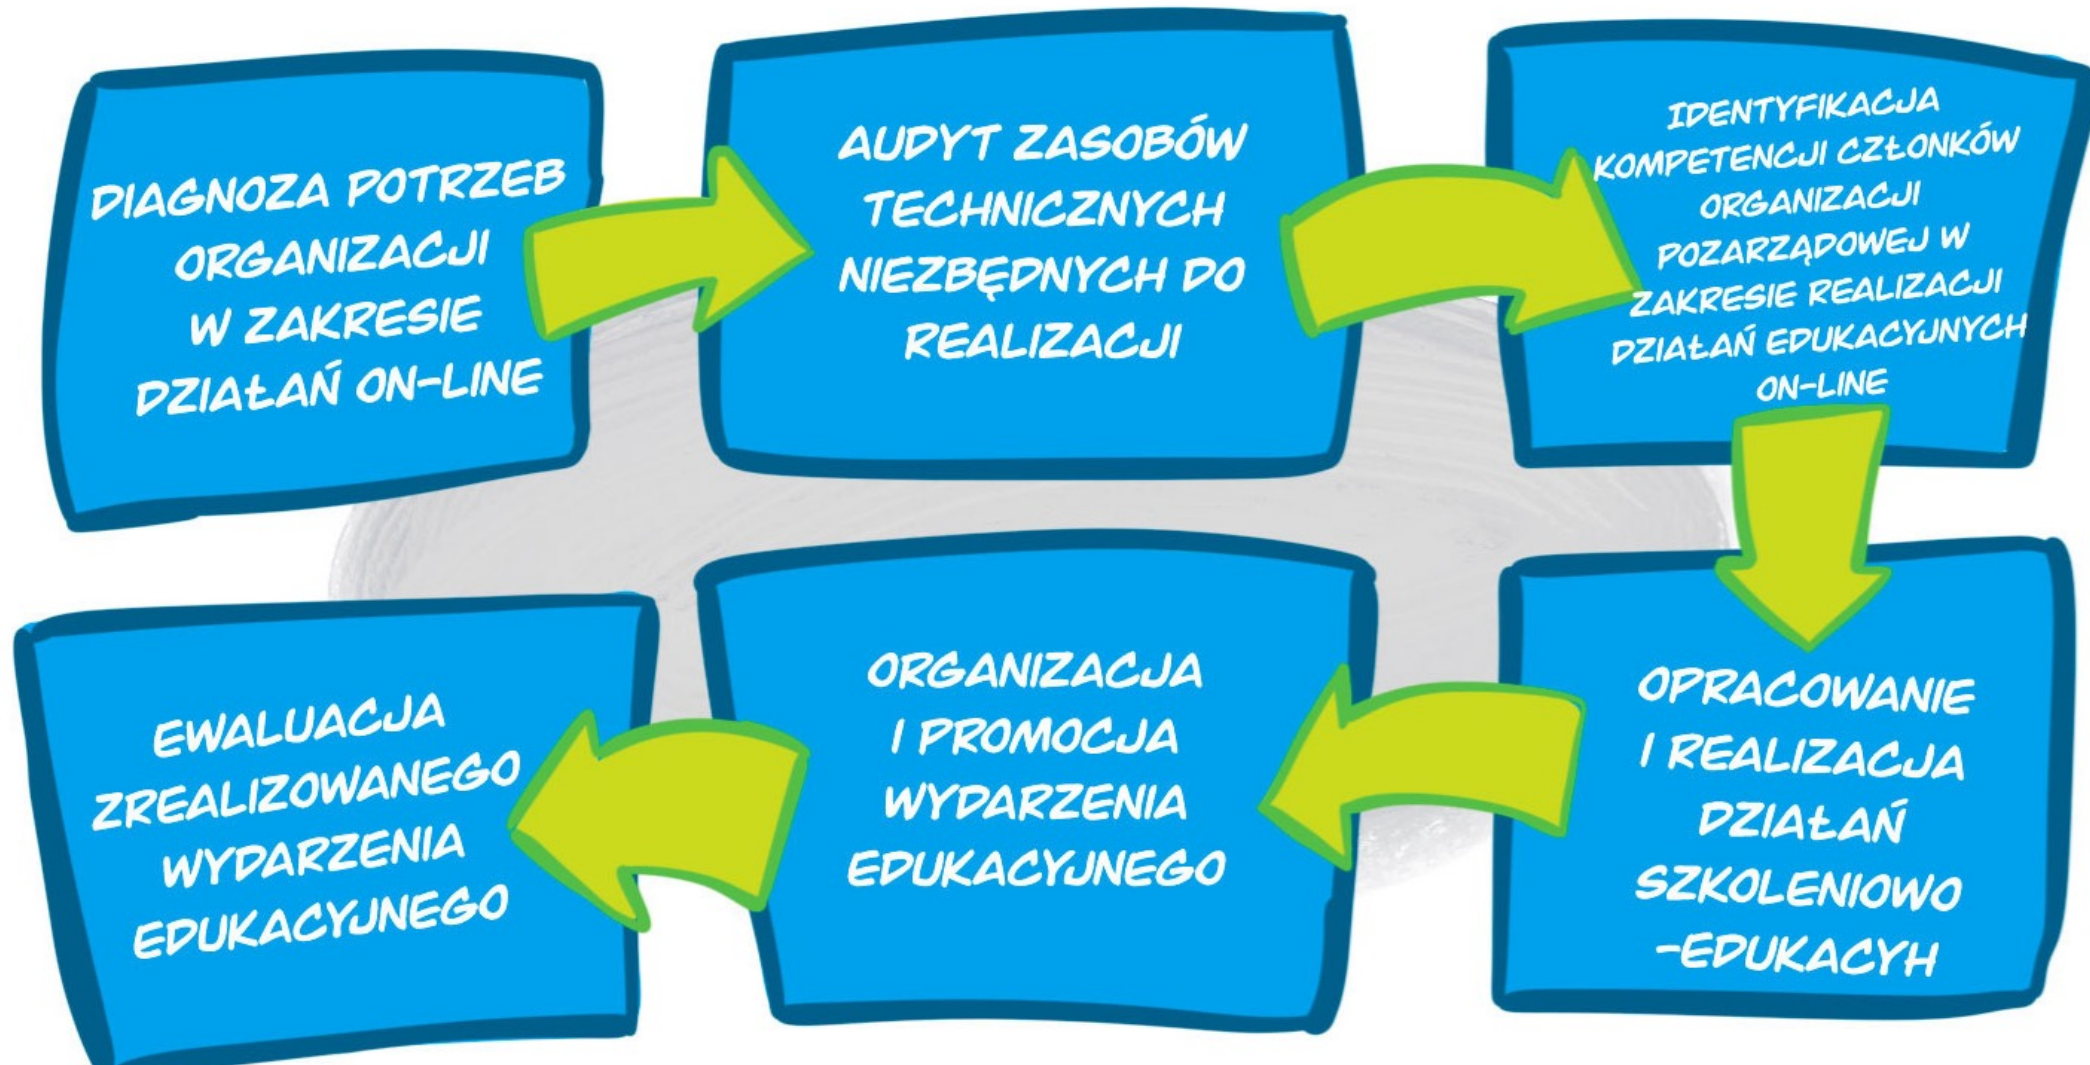 DIAGNOZA POTRZEB
ORGANIZACJI
W ZAKRESIE
DZIAŁAŃ ON-LINE
AUDYT ZASOBÓW
TECHNICZNYCH
NIEZBĘDNYCH DO
REALIZACJI
IDENTYFIKACJA
KOMPETENCJI CZŁONKÓW
ORGANIZACJI
POZARZĄDOWEJ W
ZAKRESIE REALIZACJI
DZIAŁAŃ EDUKACYJNYCH
ON-LINE
OPRACOWANIE
I REALIZACJA
DZIAŁAŃ
SZKOLENIOWO
-EDUKACYH
ORGANIZACJA
I PROMOCJA
WYDARZENIA
EDUKACYJNEGO
EWALUACJA
ZREALIZOWANEGO
WYDARZENIA
EDUKACYJNEGO